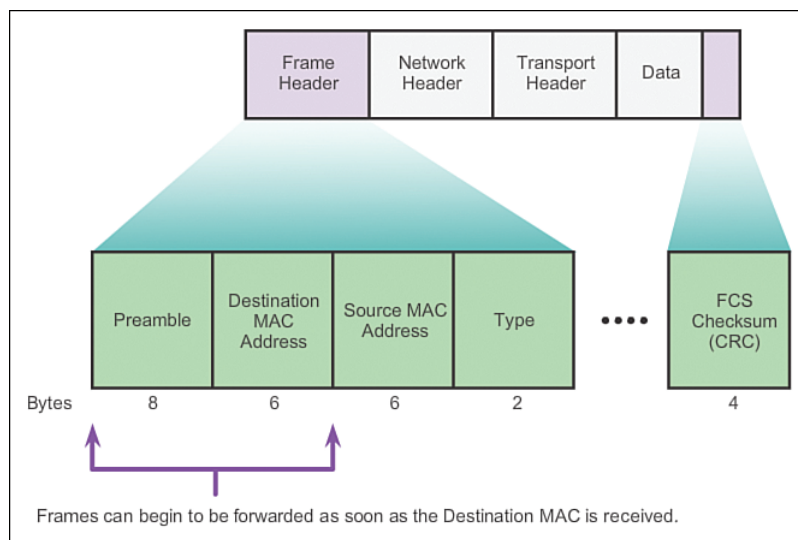 Frame
Header
Network
Header
Transport
Header
Data
Preamble
Destination
MAC
Address
Source MAC
Address
Type
FCS
Checksum
(CRC)
Bytes 8 6 6 2 4
Frames can begin to be forwarded as soon as the Destination MAC is received.